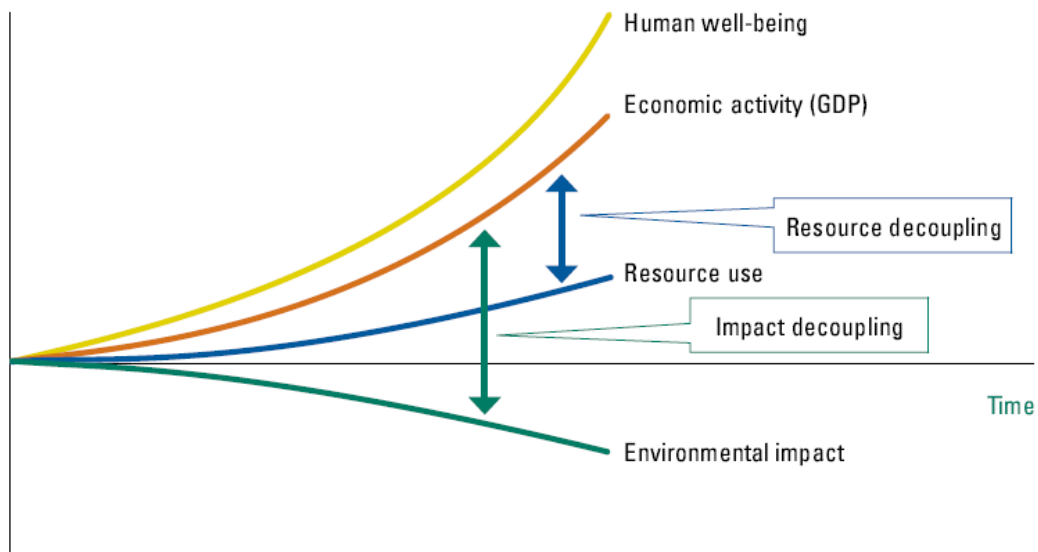 Human well-being
Economic activity (GDP)
Resource decoupling
Resource use
Impact decoupling
Time
Environmental impact